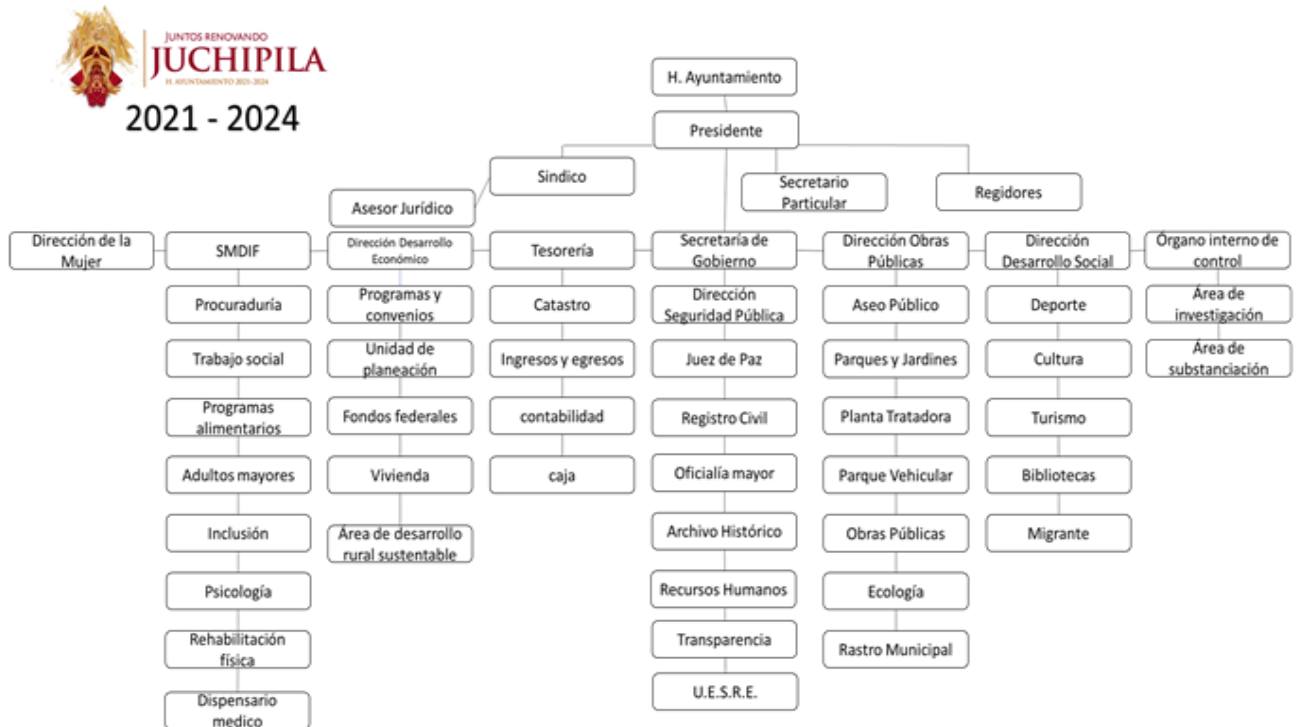 JUNTOS RENOVANDO
JUCHIPILA
H. AYUNTAMIENTO 2021-2024
2021 - 2024
H. Ayuntamiento
Presidente
Sindico
Secretario
Particular
Regidores
Asesor Jurídico
Dirección de la
Mujer
SMDIF
Dirección Desarrollo
Económico
Tesorería
Secretaría de
Gobierno
Dirección Obras
Públicas
Dirección
Desarrollo Social
Órgano interno de
control
Procuraduría
Trabajo social
Programas
alimentarios
Adultos mayores
Inclusión
Psicología
Rehabilitación
física
Dispensario
medico
Programas y
convenios
Unidad de
planeación
Fondos federales
Vivienda
Área de desarrollo
rural sustentable
Catastro
Ingresos y egresos
contabilidad
caja
Dirección
Seguridad Pública
Juez de Paz
Registro Civil
Oficialía mayor
Archivo Histórico
Recursos Humanos
Transparencia
U.E.S.R.E.
Aseo Público
Parques y Jardines
Planta Tratadora
Parque Vehicular
Obras Públicas
Ecología
Rastro Municipal
Deporte
Cultura
Turismo
Bibliotecas
Migrante
Área de
investigación
Área de
substanciación